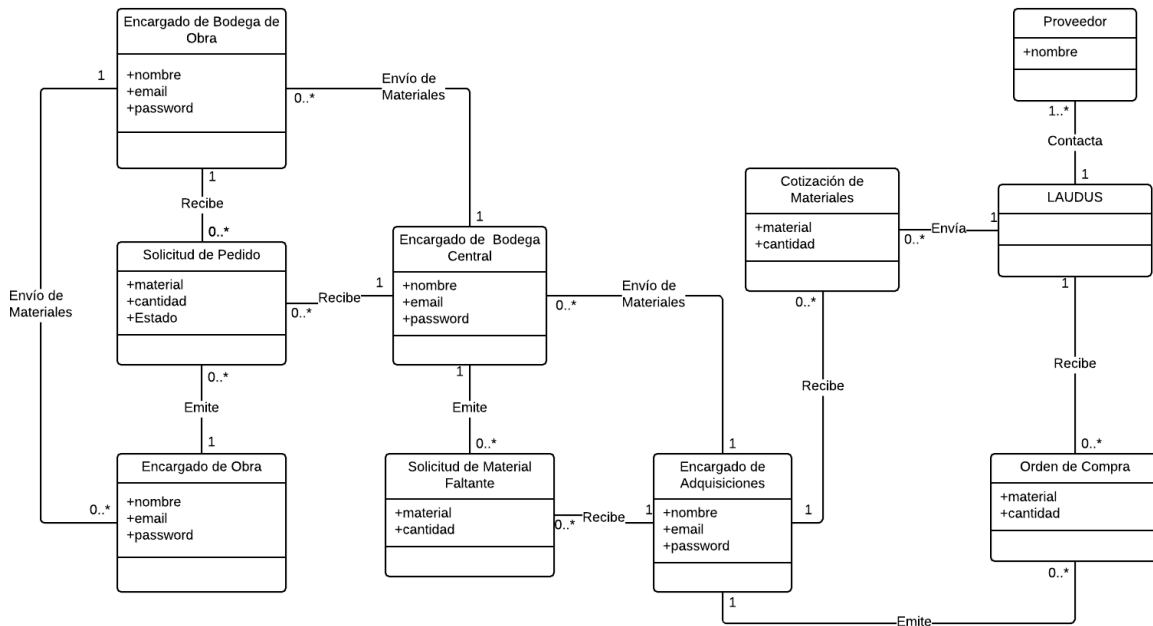 Encargado de Bodega de
Obra
+nombre
+email
+password
1
0..*
Envío de
Materiales
Proveedor
+nombre
1..*
Contacta
1
LAUDUS
1
Recibe
0..*
Cotización de
Materiales
+material
+cantidad
0..*
Envía
1
1
Solicitud de Pedido
+material
+cantidad
+Estado
1
Encargado de Bodega
Central
+nombre
+email
+password
1
Recibe
0..*
Envío de
Materiales
0..*
Envío de
Materiales
0..*
1
0..*
Recibe
1
0..*
Emite
1
Emite
0..*
1
Encargado de Obra
+nombre
+email
+password
0..*
Solicitud de Material
Faltante
+material
+cantidad
0..*
Recibe
1
1
Encargado de
Adquisiciones
+nombre
+email
+password
1
1
0..*
Orden de Compra
+material
+cantidad
0..*
Emite